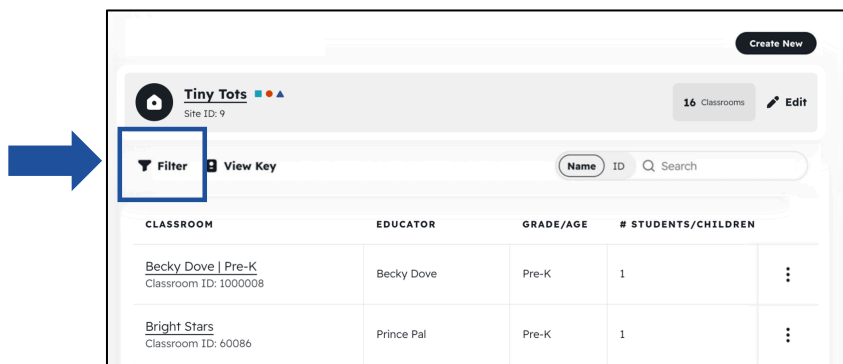 Create New
Tiny Tots
Site ID: 9
16 Classrooms
Edit
Filter
View Key
Name
ID
Search
CLASSROOM
EDUCATOR
GRADE/AGE
# STUDENTS/CHILDREN
Becky Dove | Pre-K
Classroom ID: 1000008
Becky Dove
Pre-K
1
Bright Stars
Classroom ID: 60086
Prince Pal
Pre-K
1